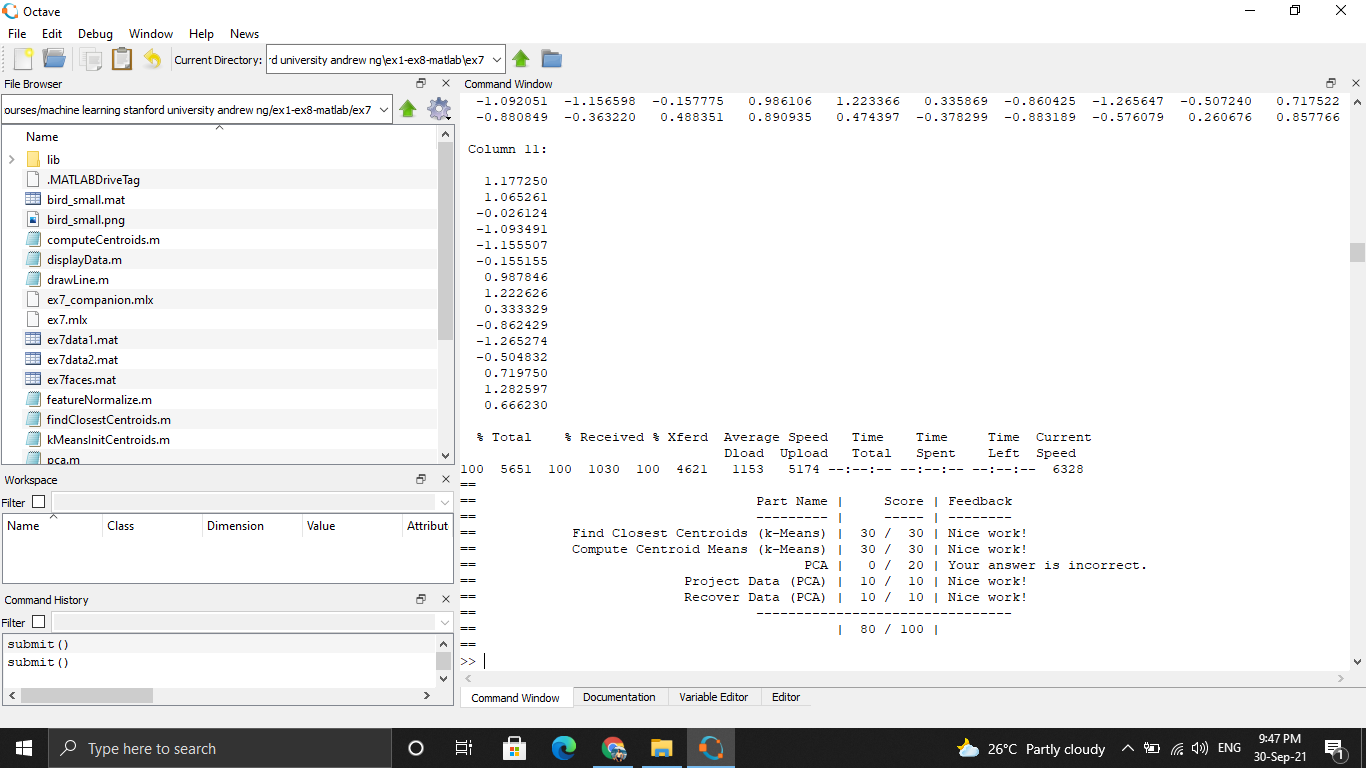 Octave
File Edit Debug Window Help News
Current Directory: rd university andrew ng\ex1-ex8-matlab\ex7
File Browser
ourses/machine learning stanford university andrew ng/ex1-ex8-matlab/ex7
Name
lib
.MATLABDriveTag
bird_small.mat
bird_small.png
computeCentroids.m
displayData.m
drawLine.m
ex7_companion.mlx
ex7.mlx
ex7data1.mat
ex7data2.mat
ex7faces.mat
featureNormalize.m
findClosestCentroids.m
kMeansInitCentroids.m
pca.m
Workspace
Filter
Name Class Dimension Value Attribut
Command History
Filter
submit()
submit()
Command Window
-1.092051 -1.156598 -0.157775 0.986106 1.223366 0.335869 -0.860425 -1.265647 -0.507240 0.717522
-0.880849 -0.363220 0.488351 0.890935 0.474397 -0.378299 -0.883189 -0.576079 0.260676 0.857766
Column 11:
1.177250
1.065261
-0.026124
-1.093491
-1.155507
-0.155155
0.987846
1.222626
0.333329
-0.862429
-1.265274
-0.504832
0.719750
1.282597
0.666230
% Total % Received % Xferd Average Speed Time Time Time Current
Dload Upload Total Spent Left Speed
100 5651 100 1030 100 4621 1153 5174 --:--:-- --:--:-- --:--:-- 6328
==
== Part Name | Score | Feedback
== --------- | ----- | --------
== Find Closest Centroids (k-Means) | 30 / 30 | Nice work!
== Compute Centroid Means (k-Means) | 30 / 30 | Nice work!
== PCA | 0 / 20 | Your answer is incorrect.
== Project Data (PCA) | 10 / 10 | Nice work!
== Recover Data (PCA) | 10 / 10 | Nice work!
== --------------------------------
== | 80 / 100 |
==
>>
Command Window Documentation Variable Editor Editor
Type here to search
26°C Partly cloudy
ENG
9:47 PM
30-Sep-21
1